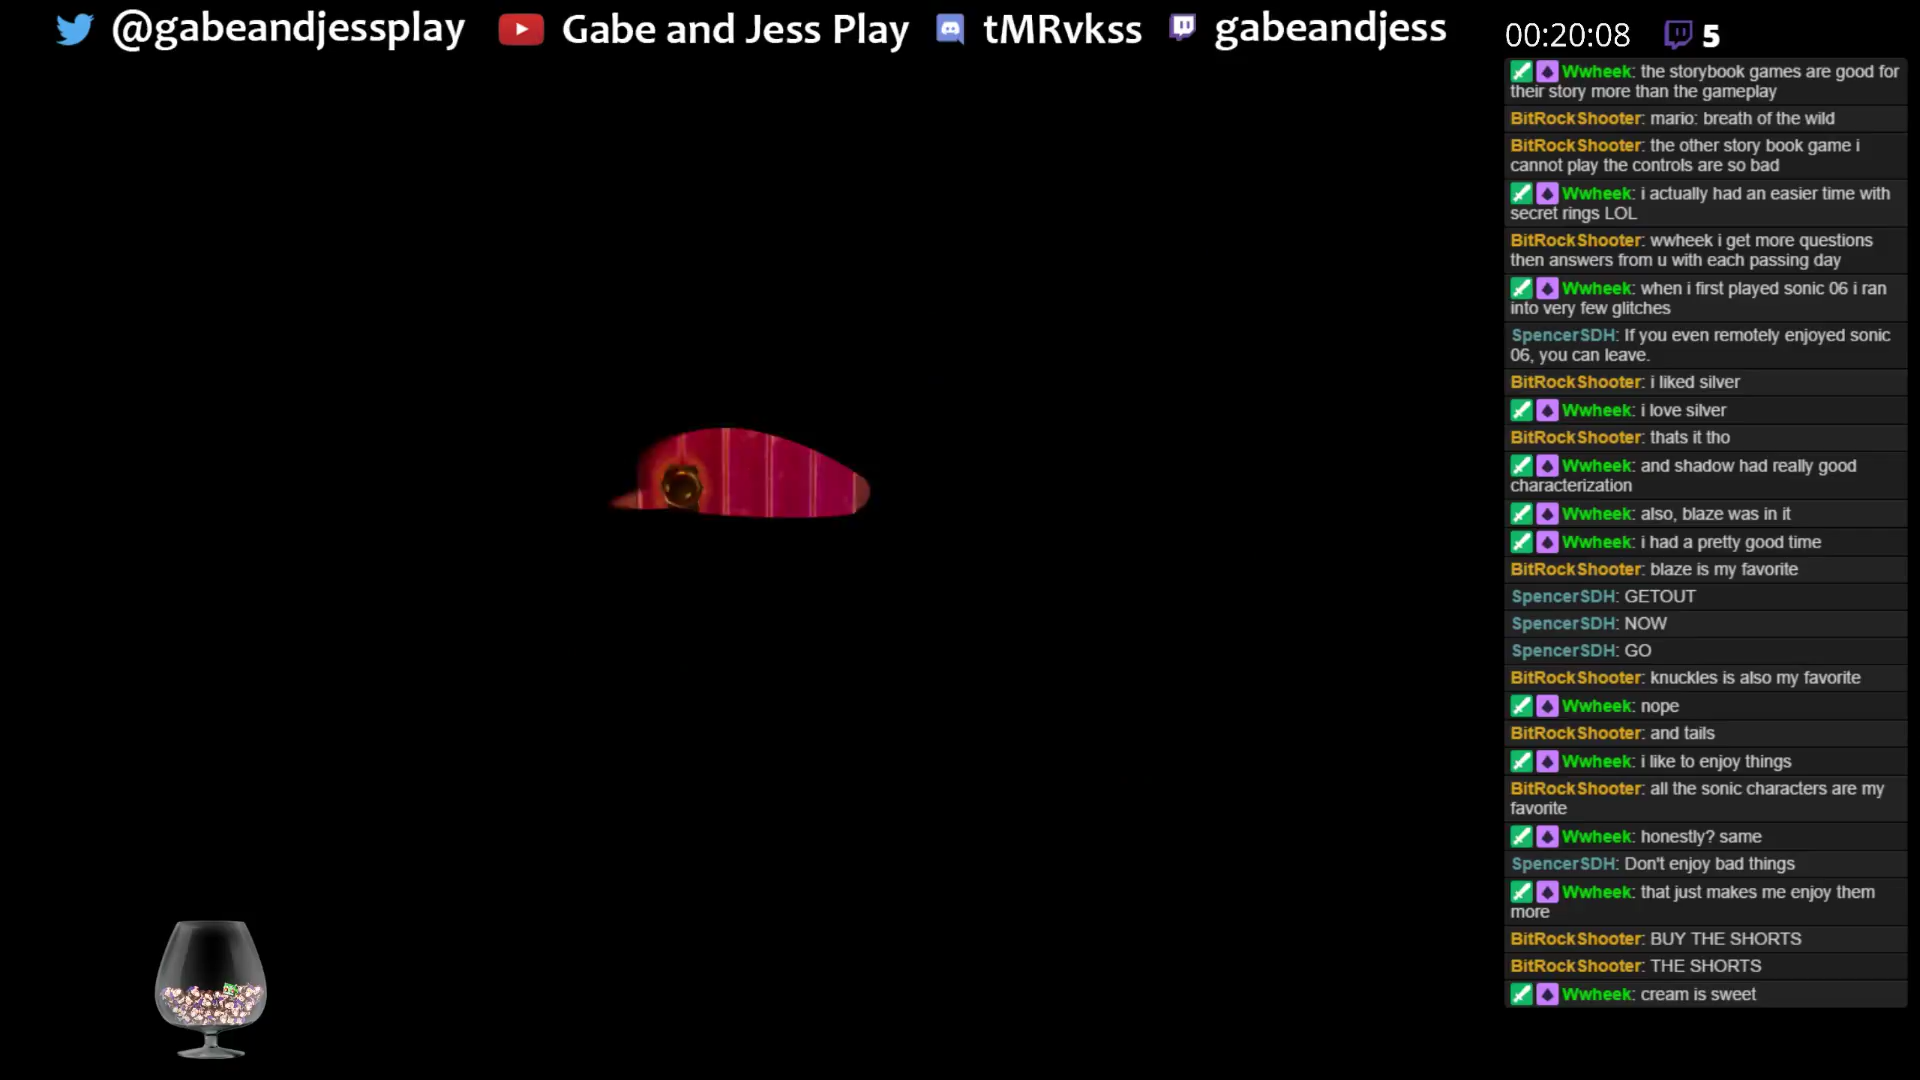 @gabeandjessplay Gabe and Jess Play tMRvkss gabeandjess
00:20:08 5
Wwheek: the storybook games are good for
their story more than the gameplay
BitRockShooter: mario: breath of the wild
BitRockShooter: the other story book game i
cannot play the controls are so bad
Wwheek: i actually had an easier time with
secret rings LOL
BitRockShooter: wwheek i get more questions
then answers from u with each passing day
Wwheek: when i first played sonic 06 i ran
into very few glitches
SpencerSDH: If you even remotely enjoyed sonic
06, you can leave.
BitRockShooter: i liked silver
Wwheek: i love silver
BitRockShooter: thats it tho
Wwheek: and shadow had really good
characterization
Wwheek: also, blaze was in it
Wwheek: i had a pretty good time
BitRockShooter: blaze is my favorite
SpencerSDH: GETOUT
SpencerSDH: NOW
SpencerSDH: GO
BitRockShooter: knuckles is also my favorite
Wwheek: nope
BitRockShooter: and tails
Wwheek: i like to enjoy things
BitRockShooter: all the sonic characters are my
favorite
Wwheek: honestly? same
SpencerSDH: Don't enjoy bad things
Wwheek: that just makes me enjoy them
more
BitRockShooter: BUY THE SHORTS
BitRockShooter: THE SHORTS
Wwheek: cream is sweet